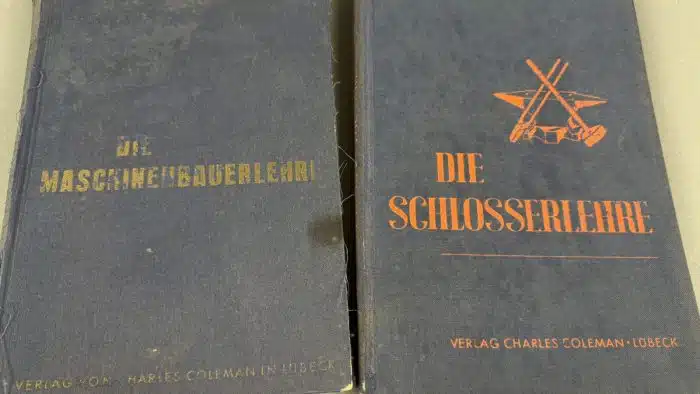 DIE
MASCHINENBAUERLEHRE
VERLAG VON CHARLES COLEMAN IN LÜBECK
DIE
SCHLOSSERLEHRE
VERLAG CHARLES COLEMAN · LÜBECK